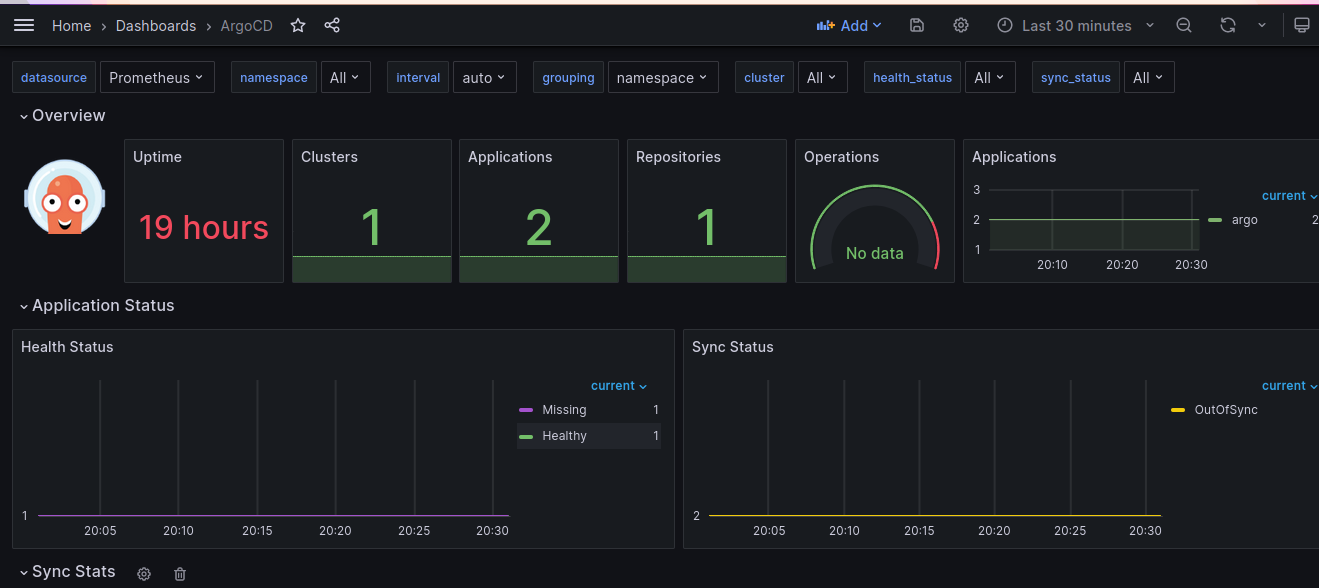 Home › Dashboards › ArgoCD Add Last 30 minutes
datasource Prometheus namespace All interval auto grouping namespace cluster All health_status All sync_status All
Overview
Uptime
19 hours
Clusters
1
Applications
2
Repositories
1
Operations
No data
Applications
3
2
1
20:10 20:20 20:30
current
argo 2
Application Status
Health Status
1
20:05 20:10 20:15 20:20 20:25 20:30
current
Missing 1
Healthy 1
Sync Status
2
20:05 20:10 20:15 20:20 20:25 20:30
current
OutOfSync
Sync Stats